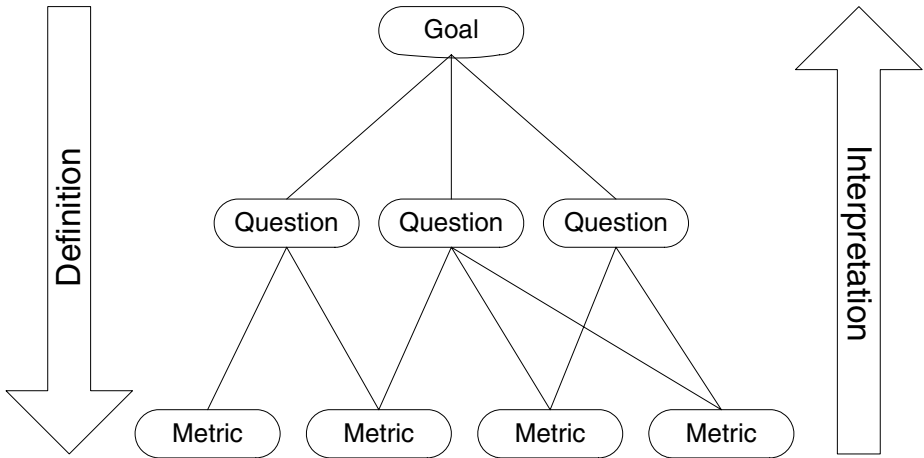 Goal
Definition
Interpretation
Question
Question
Question
Metric
Metric
Metric
Metric